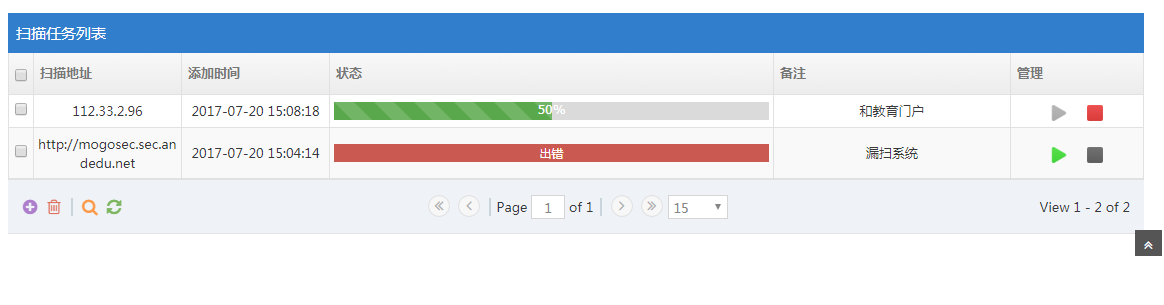 扫描任务列表
扫描地址 添加时间 状态 备注 管理
112.33.2.96 2017-07-20 15:08:18 50% 和教育门户
http://mogosec.sec.an
dedu.net 2017-07-20 15:04:14 出错 漏扫系统
Page 1 of 1 15 View 1 - 2 of 2